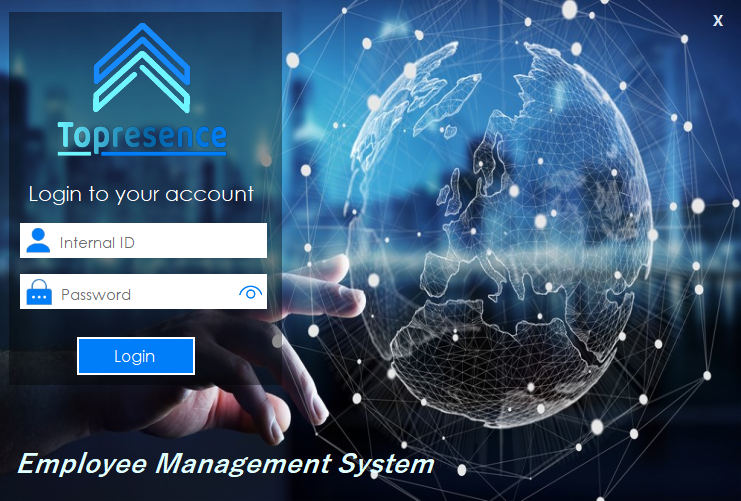 X
Topresence
Login to your account
Internal ID
Password
Login
Employee Management System